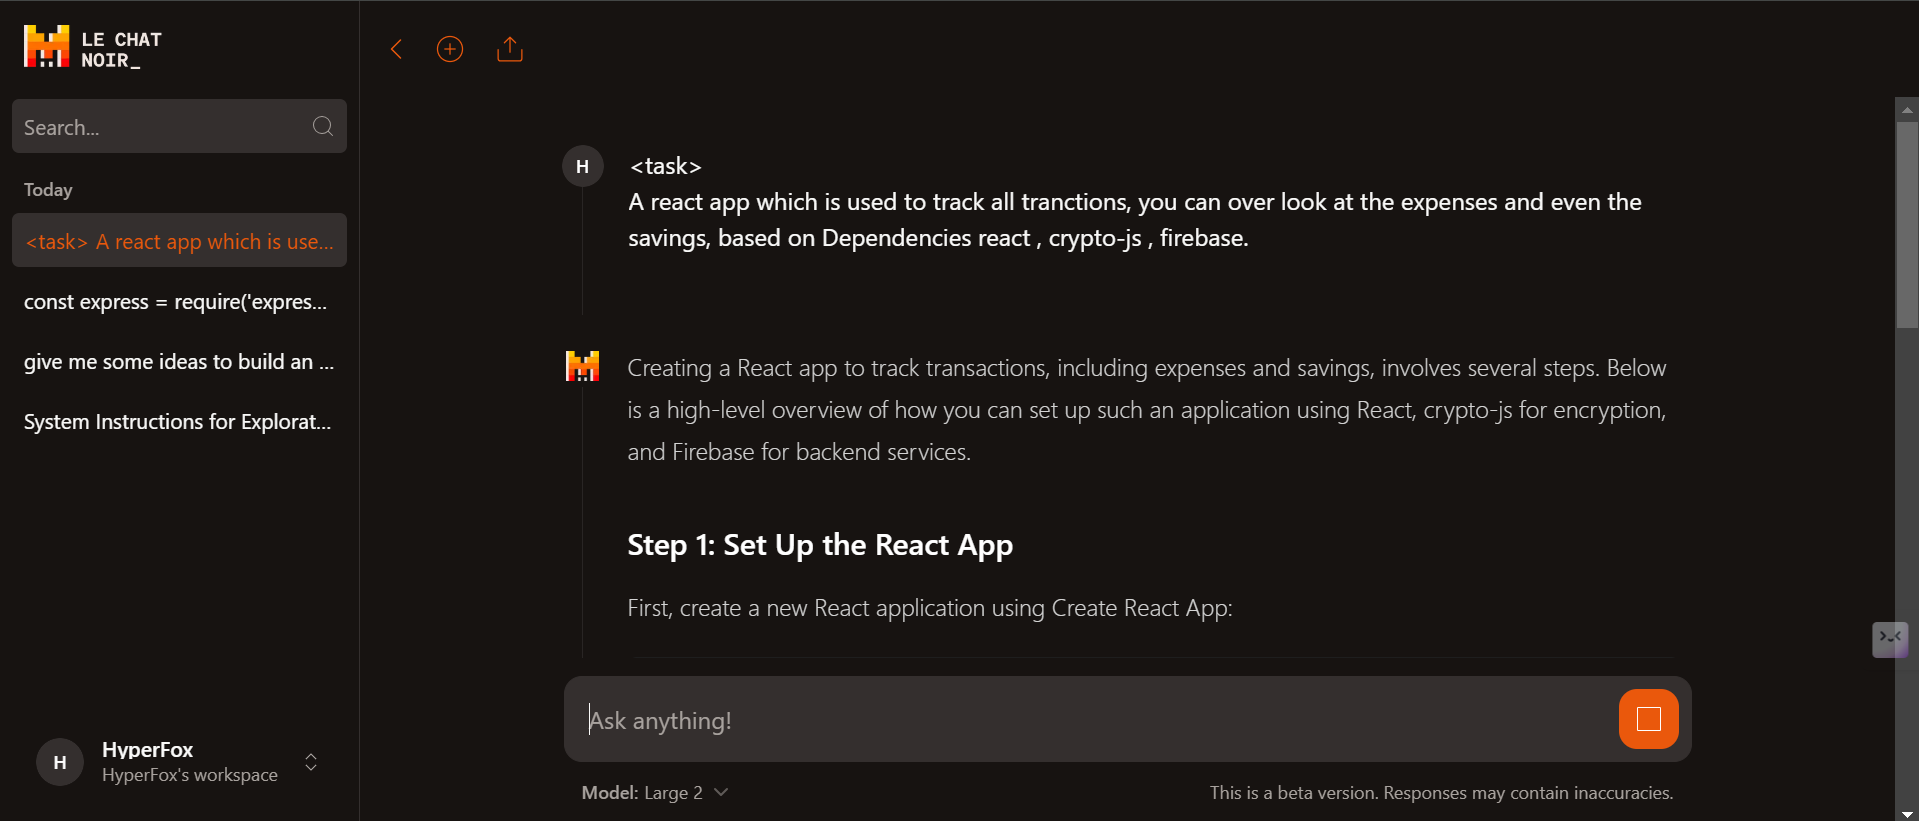 LE CHAT
NOIR_
Search...
Today
<task> A react app which is use...
const express = require('expres...
give me some ideas to build an ...
System Instructions for Explorat...
H
HyperFox
HyperFox's workspace
H
<task>
A react app which is used to track all tranctions, you can over look at the expenses and even the
savings, based on Dependencies react , crypto-js , firebase.
Creating a React app to track transactions, including expenses and savings, involves several steps. Below
is a high-level overview of how you can set up such an application using React, crypto-js for encryption,
and Firebase for backend services.
Step 1: Set Up the React App
First, create a new React application using Create React App:
Ask anything!
Model: Large 2
This is a beta version. Responses may contain inaccuracies.